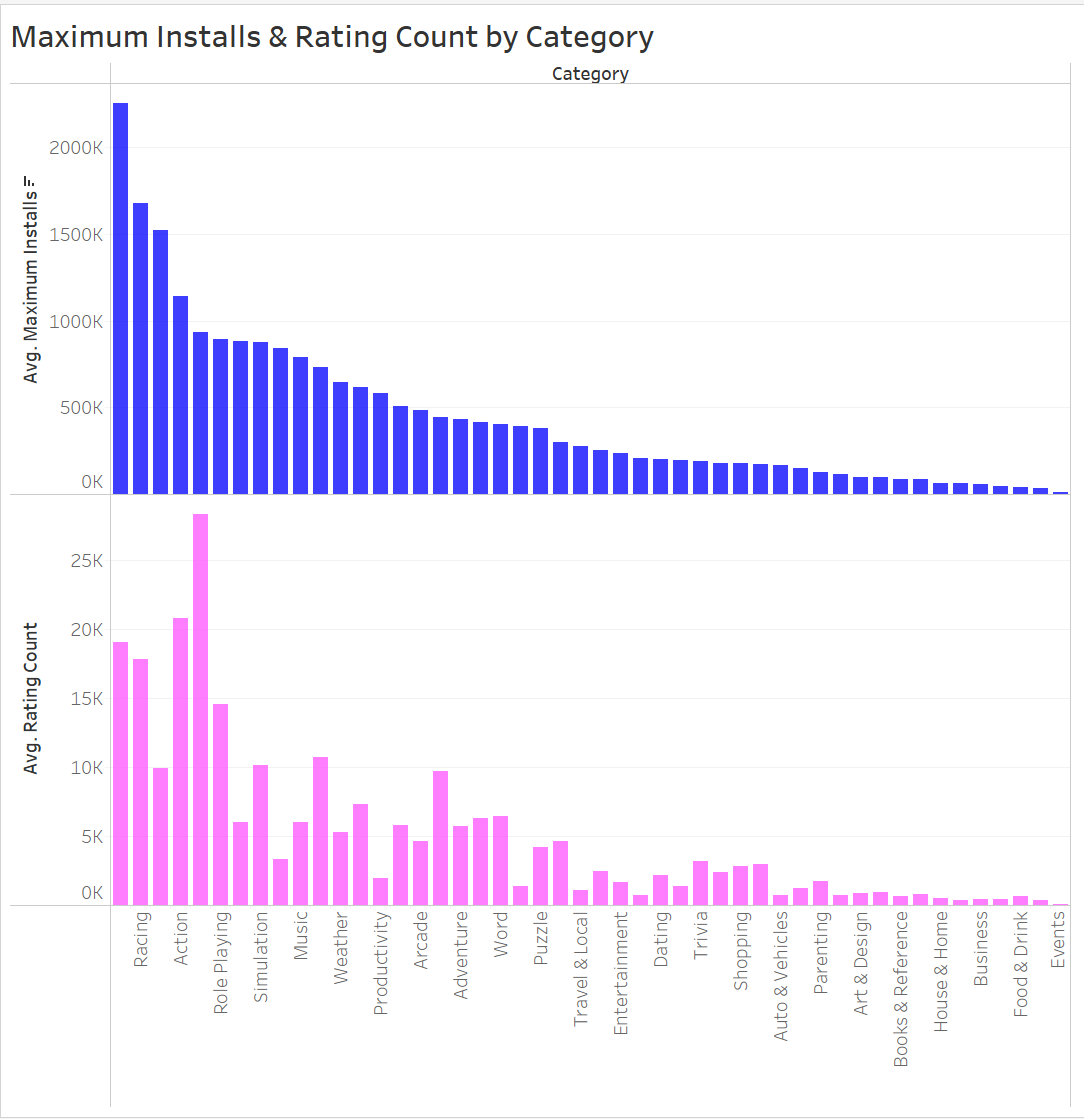 Maximum Installs & Rating Count by Category
Category
Avg. Maximum Installs
2000K
1500K
1000K
500K
0K
Avg. Rating Count
25K
20K
15K
10K
5K
0K
Racing
Action
Role Playing
Simulation
Music
Weather
Productivity
Arcade
Adventure
Word
Puzzle
Travel & Local
Entertainment
Dating
Trivia
Shopping
Auto & Vehicles
Parenting
Art & Design
Books & Reference
House & Home
Business
Food & Drink
Events